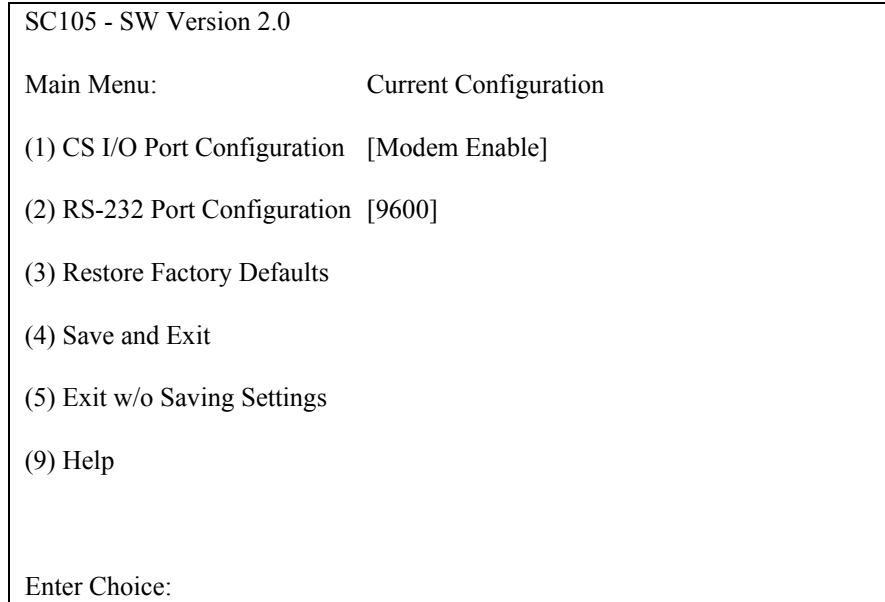 SC105 - SW Version 2.0
Main Menu: Current Configuration
(1) CS I/O Port Configuration [Modem Enable]
(2) RS-232 Port Configuration [9600]
(3) Restore Factory Defaults
(4) Save and Exit
(5) Exit w/o Saving Settings
(9) Help
Enter Choice: